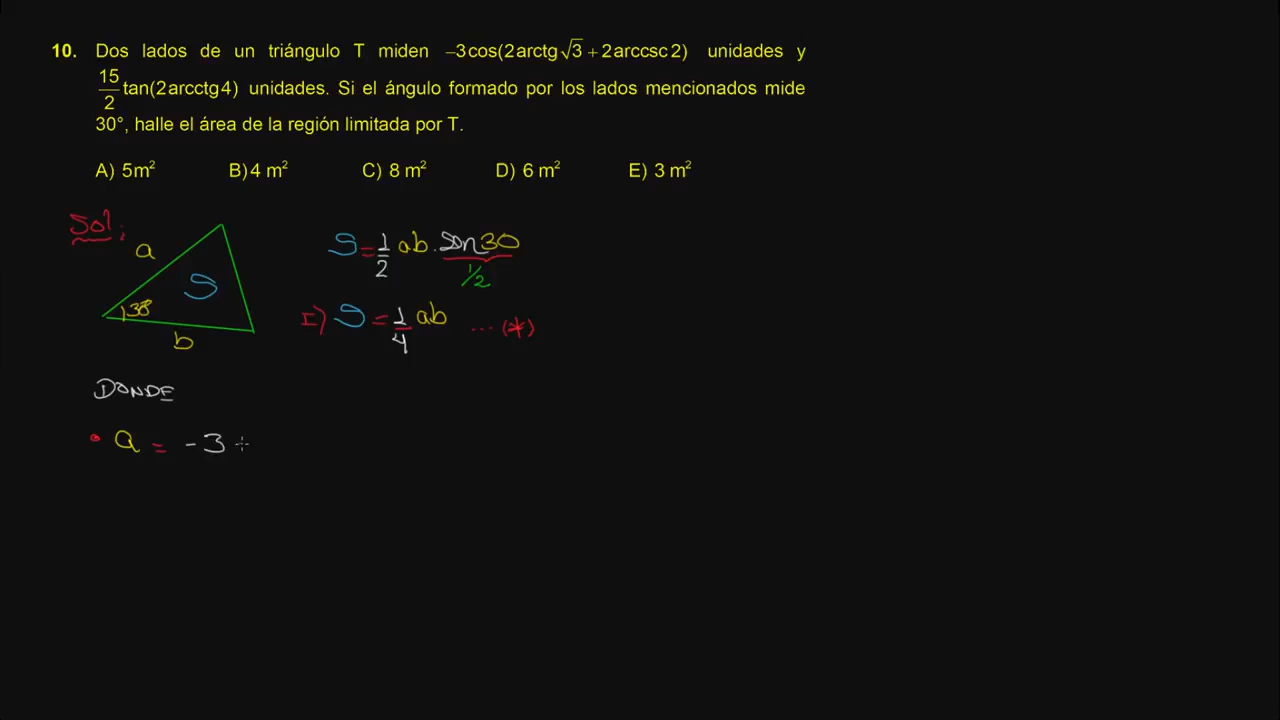 10. Dos lados de un triángulo T miden −3cos(2arctg√3 + 2arccsc2) unidades y
15/2 tan(2arcctg4) unidades. Si el ángulo formado por los lados mencionados mide
30°, halle el área de la región limitada por T.
A) 5m² B)4 m² C) 8 m² D) 6 m² E) 3 m²
Sol:
a
S
30°
b
S = 1/2 ab . sen30
1/2
I) S = 1/4 ab ... (*)
DONDE
• a = -3